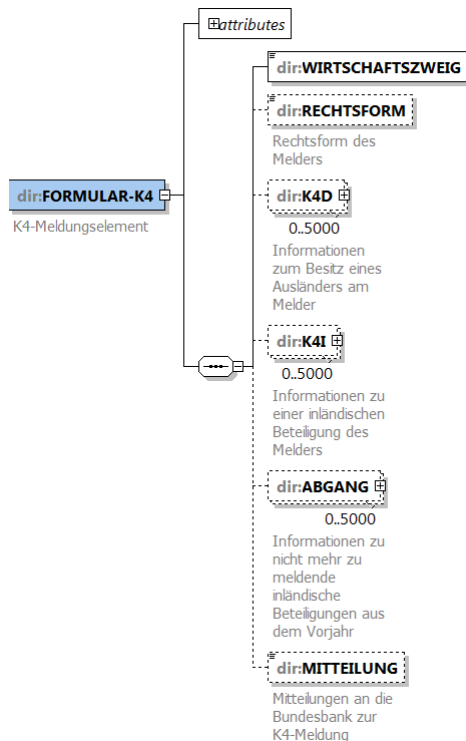 attributes
dir:WIRTSCHAFTSZWEIG
dir:RECHTSFORM
Rechtsform des
Melders
dir:FORMULAR-K4
K4-Meldungselement
dir:K4D
0..5000
Informationen
zum Besitz eines
Ausländers am
Melder
dir:K4I
0..5000
Informationen zu
einer inländischen
Beteiligung des
Melders
dir:ABGANG
0..5000
Informationen zu
nicht mehr zu
meldende
inländische
Beteiligungen aus
dem Vorjahr
dir:MITTEILUNG
Mitteilungen an die
Bundesbank zur
K4-Meldung